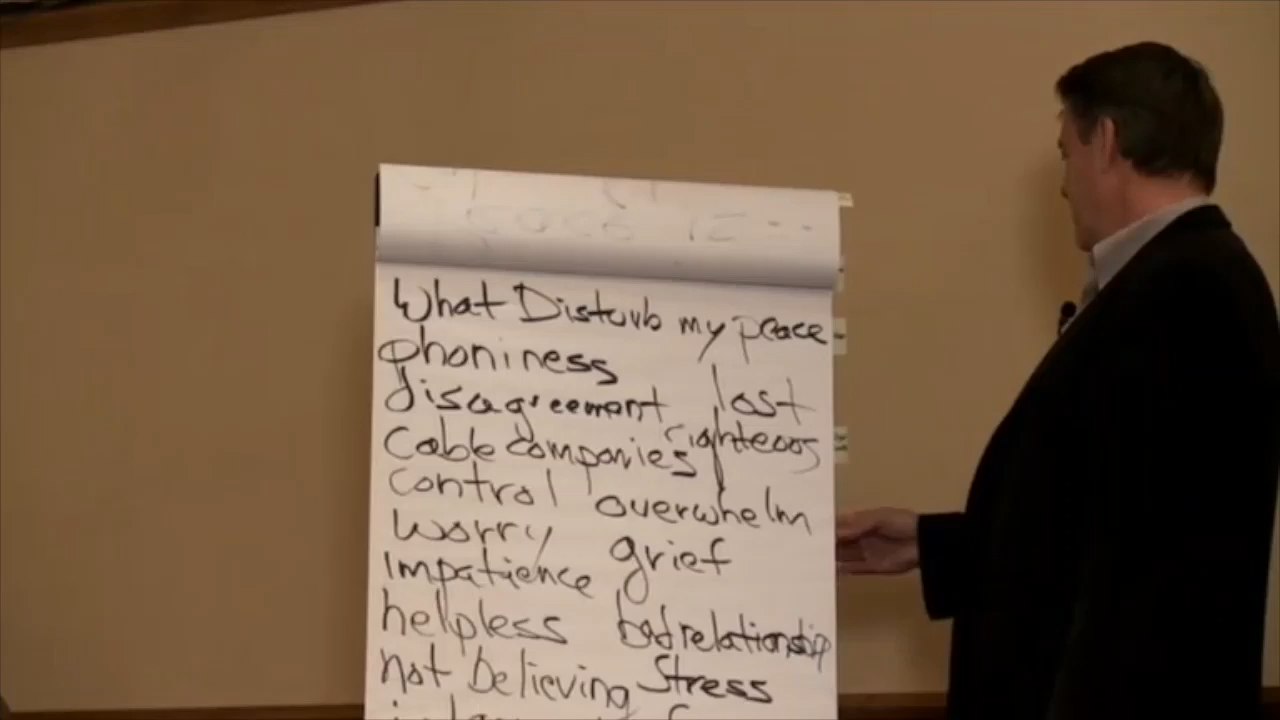 What Disturb my peace
phoniness
disagreement lost
Cable companies righteous
control overwhelm
worry grief
Impatience
helpless bad relationship
not believing Stress